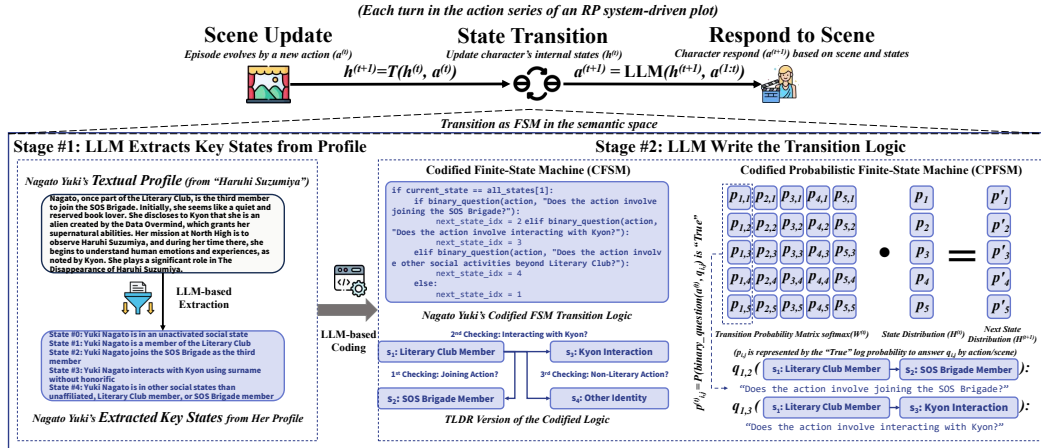 (Each turn in the action series of an RP system-driven plot)
Scene Update
State Transition
Respond to Scene
Episode evolves by a new action (a^(t))
Update character's internal states (h^(t))
Character respond (a^(t+1)) based on scene and states
h^(t+1)=T(h^(t), a^(t))
a^(t+1) = LLM(h^(t+1), a^(1:t))
Transition as FSM in the semantic space
Stage #1: LLM Extracts Key States from Profile
Nagato Yuki's Textual Profile (from "Haruhi Suzumiya")
Nagato, once part of the Literary Club, is the third member
to join the SOS Brigade. Initially, she seems like a quiet and
reserved book lover. She discloses to Kyon that she is an
alien created by the Data Overmind, which grants her
supernatural abilities. Her mission at North High is to
observe Haruhi Suzumiya, and during her time there, she
begins to understand human emotions and experiences, as
noted by Kyon. She plays a significant role in The
Disappearance of Haruhi Suzumiya.
LLM-based
Extraction
State #0: Yuki Nagato is in an unactivated social state
State #1: Yuki Nagato is a member of the Literary Club
State #2: Yuki Nagato joins the SOS Brigade as the third
member
State #3: Yuki Nagato interacts with Kyon using surname
without honorific
State #4: Yuki Nagato is in other social states than
unaffiliated, Literary Club member, or SOS Brigade member
Nagato Yuki's Extracted Key States from Her Profile
LLM-based
Coding
Stage #2: LLM Write the Transition Logic
Codified Finite-State Machine (CFSM)
if current_state == all_states[1]:
if binary_question(action, "Does the action involve
joining the SOS Brigade?"):
next_state_idx = 2 elif binary_question(action,
"Does the action involve interacting with Kyon?"):
next_state_idx = 3
elif binary_question(action, "Does the action involv
e other social activities beyond Literary Club?"):
next_state_idx = 4
else:
next_state_idx = 1
Nagato Yuki's Codified FSM Transition Logic
2nd Checking: Interacting with Kyon?
s₁: Literary Club Member
s₃: Kyon Interaction
1st Checking: Joining Action?
3rd Checking: Non-Literary Action?
s₂: SOS Brigade Member
s₄: Other Identity
TLDR Version of the Codified Logic
Codified Probabilistic Finite-State Machine (CPFSM)
p^(t)_i,j = P(binary_question(a^(t), q_i,j) is "True"
p1,1 p2,1 p3,1 p4,1 p5,1 p1 p'1
p1,2 p2,2 p3,2 p4,2 p5,2 p2 p'2
p1,3 p2,3 p3,3 p4,3 p5,3 • p3 = p'3
p1,4 p2,4 p3,4 p4,4 p5,4 p4 p'4
p1,5 p2,5 p3,5 p4,5 p5,5 p5 p'5
Transition Probability Matrix softmax(W^(t))
State Distribution (H^(t))
Next State
Distribution (H^(t+1))
(p_i,j is represented by the "True" log probability to answer q_i,j by action/scene)
q1,2 ( s₁: Literary Club Member s₂: SOS Brigade Member ):
"Does the action involve joining the SOS Brigade?"
q1,3 ( s₁: Literary Club Member s₃: Kyon Interaction ):
"Does the action involve interacting with Kyon?"